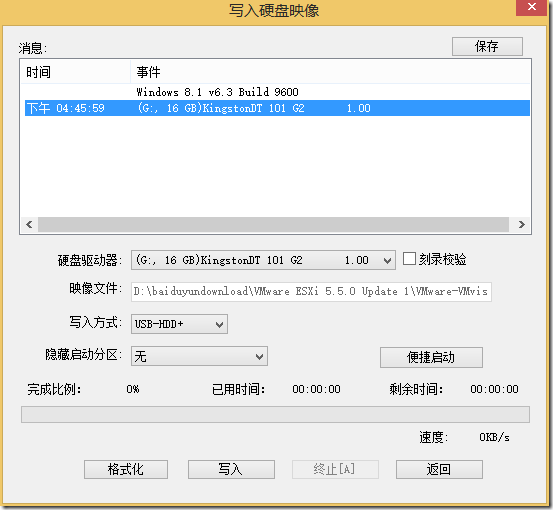 写入硬盘映像
消息:
保存
时间 事件
Windows 8.1 v6.3 Build 9600
下午 04:45:59 (G:, 16 GB)KingstonDT 101 G2 1.00
硬盘驱动器: (G:, 16 GB)KingstonDT 101 G2 1.00 刻录校验
映像文件: D:\baiduyundownload\VMware ESXi 5.5.0 Update 1\VMware-VMvis
写入方式: USB-HDD+
隐藏启动分区: 无 便捷启动
完成比例: 0% 已用时间: 00:00:00 剩余时间: 00:00:00
速度: 0KB/s
格式化 写入 终止[A] 返回